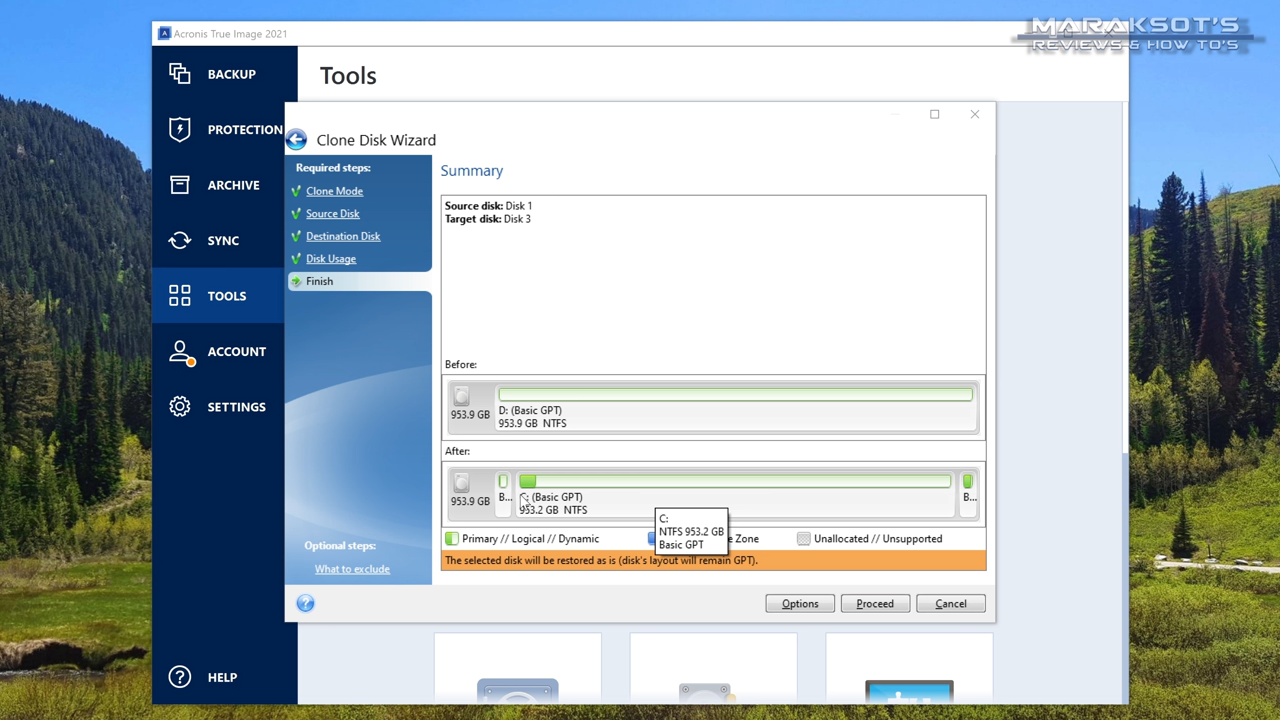 Acronis True Image 2021
MARAKSOT'S
REVIEWS & HOW TO'S
BACKUP
PROTECTION
ARCHIVE
SYNC
TOOLS
ACCOUNT
SETTINGS
HELP
Tools
Clone Disk Wizard
Required steps:
Clone Mode
Source Disk
Destination Disk
Disk Usage
Finish
Optional steps:
What to exclude
Summary
Source disk: Disk 1
Target disk: Disk 3
Before:
953.9 GB
D: (Basic GPT)
953.9 GB NTFS
After:
953.9 GB
B...
C: (Basic GPT)
953.2 GB NTFS
B...
C:
NTFS 953.2 GB
Basic GPT
Primary // Logical // Dynamic
Zone
Unallocated // Unsupported
The selected disk will be restored as is (disk's layout will remain GPT).
?
Options
Proceed
Cancel